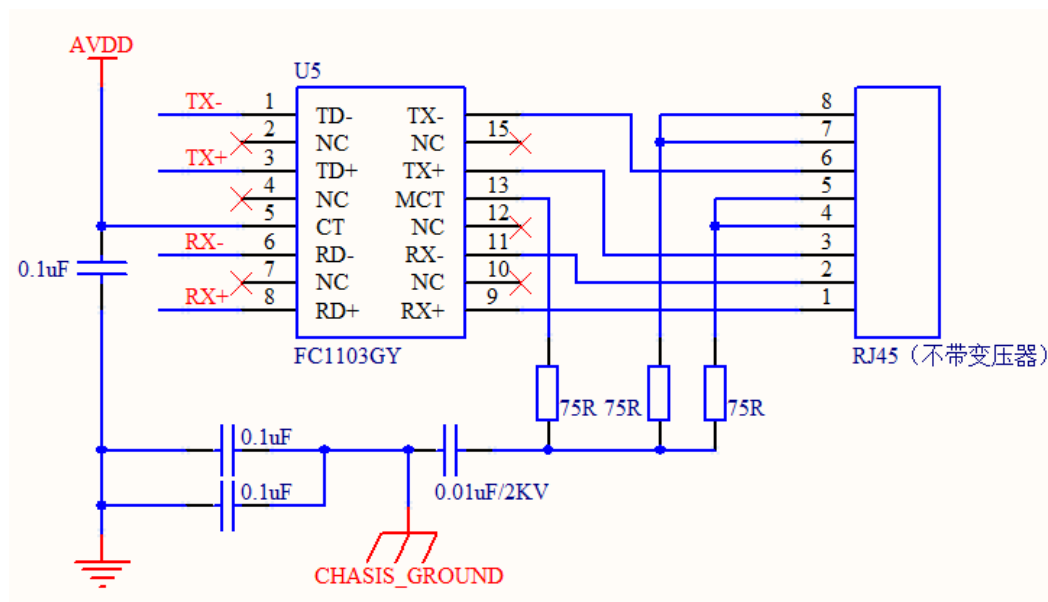 AVDD
U5
TX- 1 TD- TX- 8
2 NC 15 NC 7
TX+ 3 TD+ TX+ 6
4 NC 13 MCT 5
5 CT 12 NC 4
RX- 6 RD- 11 RX- 3
7 NC 10 NC 2
RX+ 8 RD+ 9 RX+ 1
0.1uF
FC1103GY
RJ45（不带变压器）
75R 75R 75R
0.1uF
0.1uF
0.01uF/2KV
CHASIS_GROUND